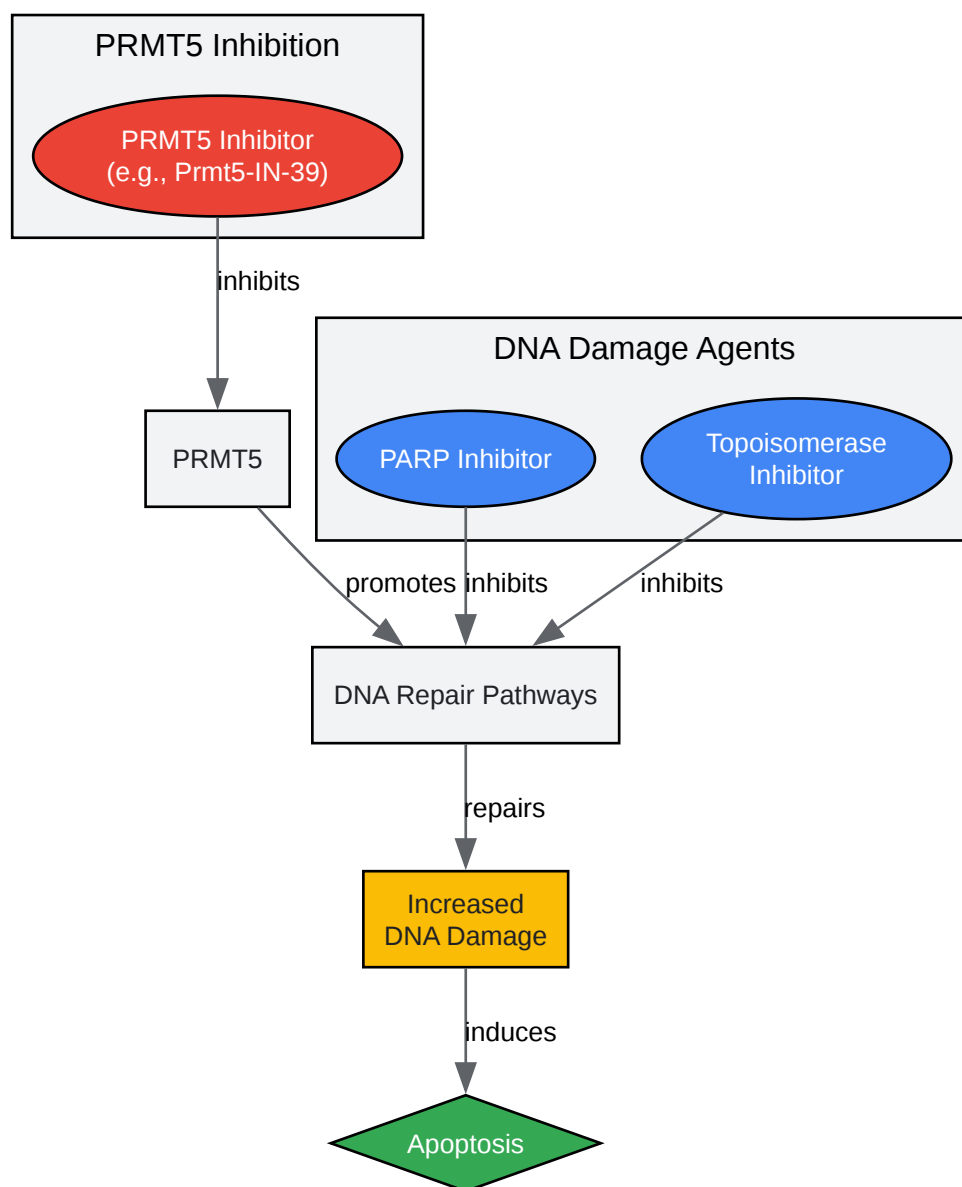 PRMT5 Inhibition
PRMT5 Inhibitor
(e.g., Prmt5-IN-39)
inhibits
DNA Damage Agents
PRMT5
PARP Inhibitor
Topoisomerase
Inhibitor
promotes
inhibits
inhibits
DNA Repair Pathways
repairs
Increased
DNA Damage
induces
Apoptosis